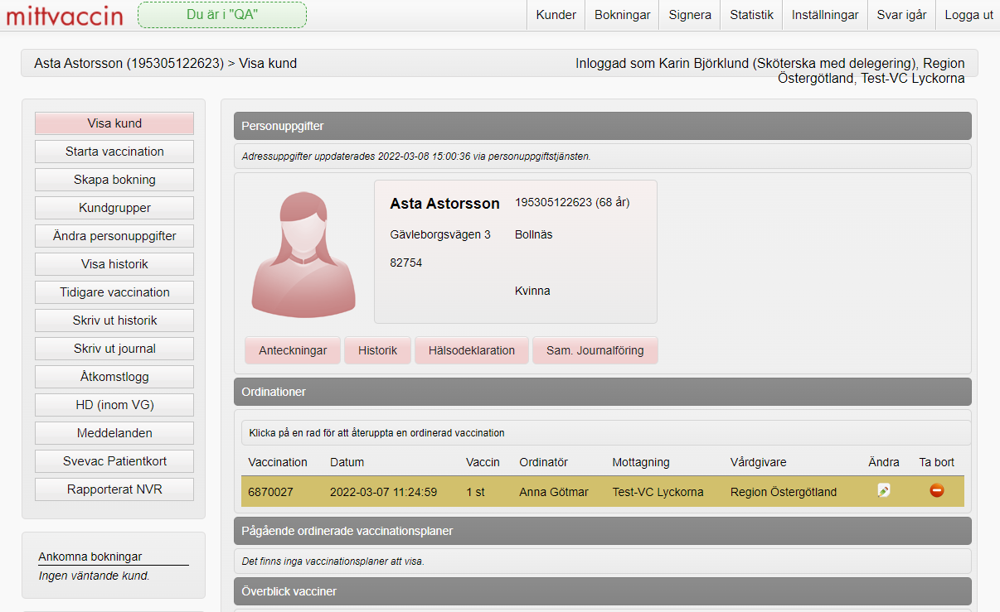 mittvaccin
Du är i "QA"
Kunder Bokningar Signera Statistik Inställningar Svar igår Logga ut
Asta Astorsson (195305122623) > Visa kund
Inloggad som Karin Björklund (Sköterska med delegering), Region
Östergötland, Test-VC Lyckorna
Visa kund
Starta vaccination
Skapa bokning
Kundgrupper
Ändra personuppgifter
Visa historik
Tidigare vaccination
Skriv ut historik
Skriv ut journal
Åtkomstlogg
HD (inom VG)
Meddelanden
Svevac Patientkort
Rapporterat NVR
Ankomna bokningar
Ingen väntande kund.
Personuppgifter
Adressuppgifter uppdaterades 2022-03-08 15:00:36 via personuppgiftstjänsten.
Asta Astorsson 195305122623 (68 år)
Gävleborgsvägen 3 Bollnäs
82754
Kvinna
Anteckningar Historik Hälsodeklaration Sam. Journalföring
Ordinationer
Klicka på en rad för att återuppta en ordinerad vaccination
Vaccination Datum Vaccin Ordinatör Mottagning Vårdgivare Ändra Ta bort
6870027 2022-03-07 11:24:59 1 st Anna Götmar Test-VC Lyckorna Region Östergötland
Pågående ordinerade vaccinationsplaner
Det finns inga vaccinationsplaner att visa.
Överblick vacciner